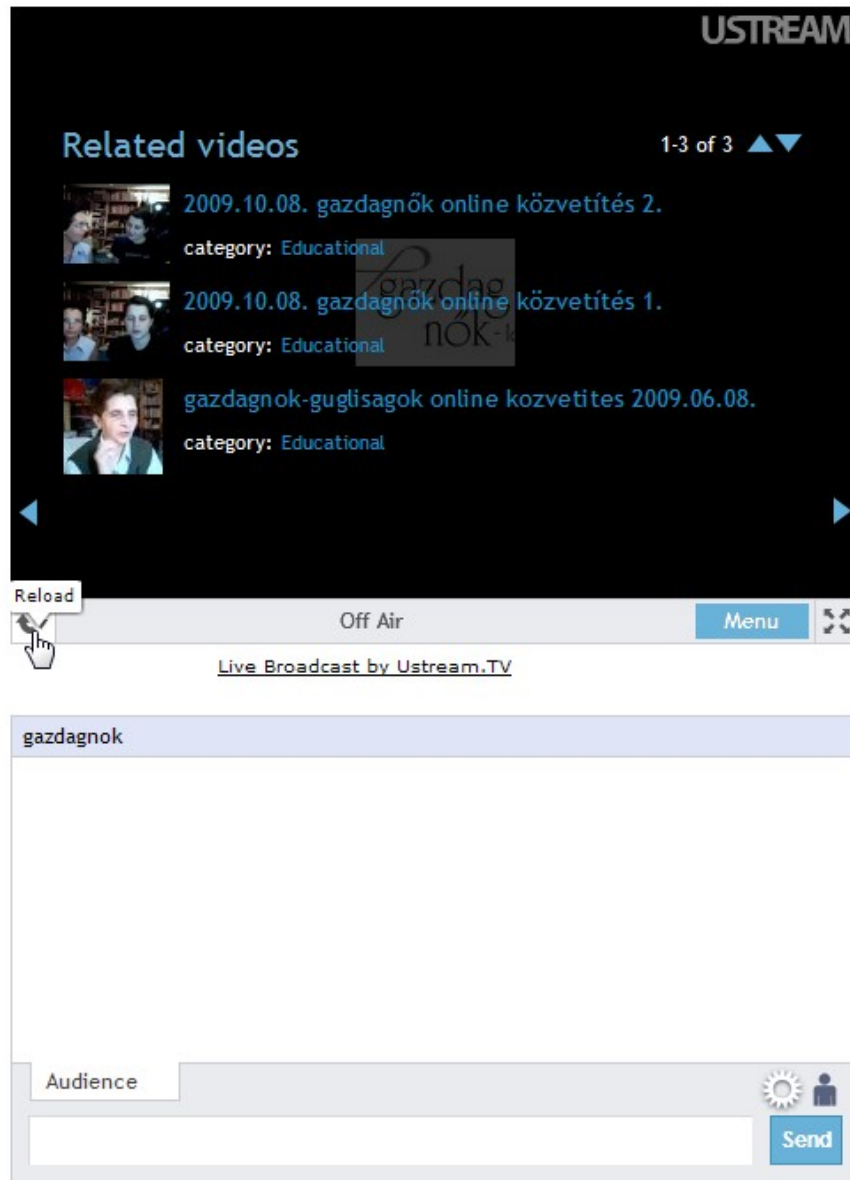 USTREAM
Related videos
1-3 of 3
2009.10.08. gazdagnők online közvetítés 2.
category: Educational
gazdag
nők-
2009.10.08. gazdagnők online közvetítés 1.
category: Educational
gazdagnok-guglisagok online kozvetites 2009.06.08.
category: Educational
Reload
Off Air
Menu
Live Broadcast by Ustream.TV
gazdagnok
Audience
Send